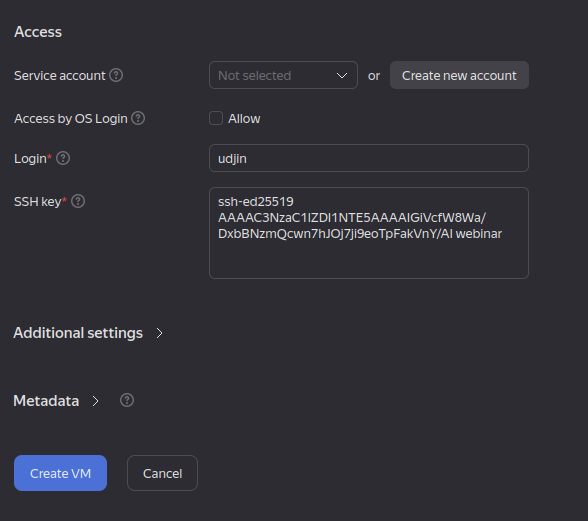 Access
Service account
Not selected
or
Create new account
Access by OS Login
Allow
Login*
udjin
SSH key*
ssh-ed25519
AAAAC3NzaC1lZDI1NTE5AAAAIGiVcfW8Wa/
DxbBNzmQcwn7hJOj7ji9eoTpFakVnY/AI webinar
Additional settings
Metadata
Create VM
Cancel